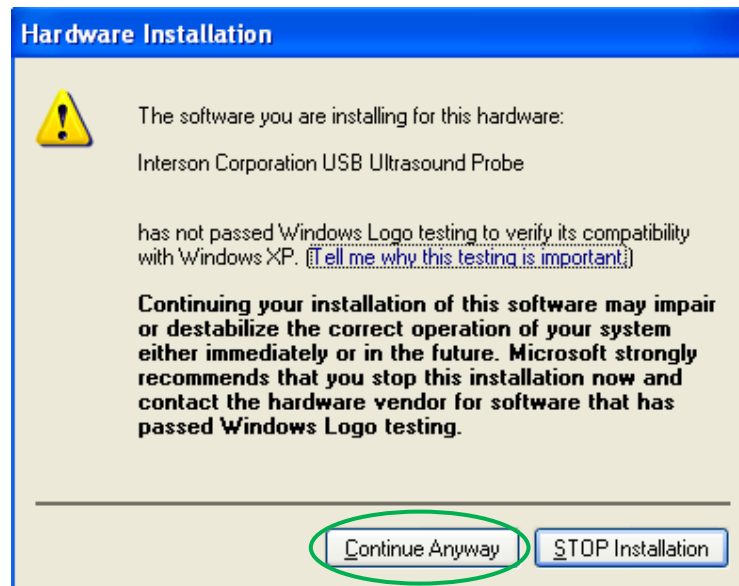 Hardware Installation
The software you are installing for this hardware:
Interson Corporation USB Ultrasound Probe
has not passed Windows Logo testing to verify its compatibility
with Windows XP. (Tell me why this testing is important.)
Continuing your installation of this software may impair
or destabilize the correct operation of your system
either immediately or in the future. Microsoft strongly
recommends that you stop this installation now and
contact the hardware vendor for software that has
passed Windows Logo testing.
Continue Anyway
STOP Installation